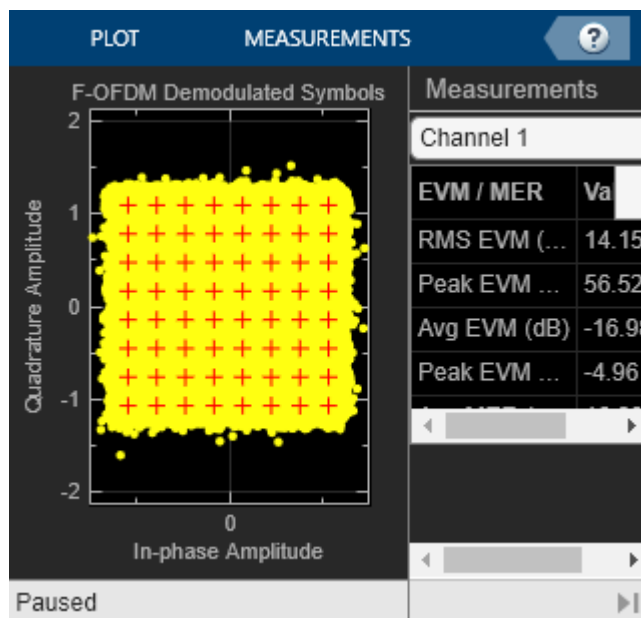 PLOT MEASUREMENTS ?
F-OFDM Demodulated Symbols
2
1
0
-1
-2
Quadrature Amplitude
0
In-phase Amplitude
Measurements
Channel 1
EVM / MER Va
RMS EVM (... 14.15
Peak EVM ... 56.52
Avg EVM (dB) -16.98
Peak EVM ... -4.96
Paused